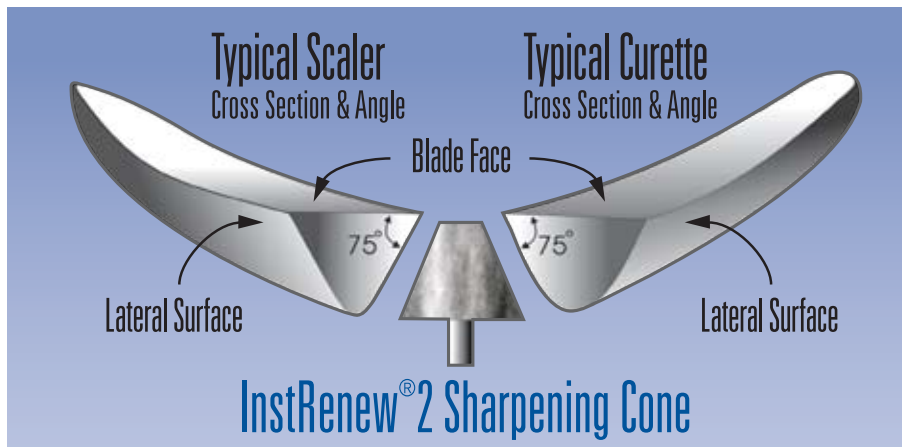 Typical Scaler
Cross Section & Angle
Typical Curette
Cross Section & Angle
Blade Face
75°
75°
Lateral Surface
Lateral Surface
InstRenew®2 Sharpening Cone